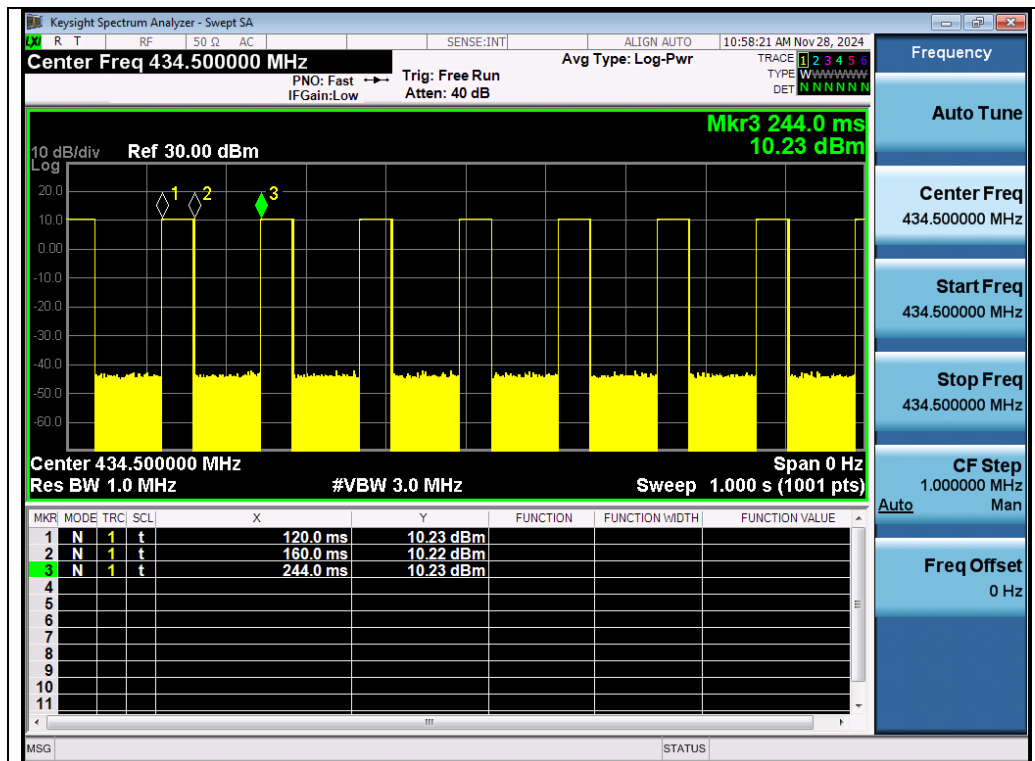 Keysight Spectrum Analyzer - Swept SA
LXI R T RF 50 Ω AC SENSE:INT ALIGN AUTO 10:58:21 AM Nov 28, 2024
Center Freq 434.500000 MHz
PNO: Fast
IFGain:Low
Trig: Free Run
Atten: 40 dB
Avg Type: Log-Pwr
TRACE 1 2 3 4 5 6
TYPE WWWWWW
DET N N N N N N
Mkr3 244.0 ms
10.23 dBm
10 dB/div Ref 30.00 dBm
Log
20.0
10.0
0.00
-10.0
-20.0
-30.0
-40.0
-50.0
-60.0
1 2 3
Center 434.500000 MHz Span 0 Hz
Res BW 1.0 MHz #VBW 3.0 MHz Sweep 1.000 s (1001 pts)
MKR MODE TRC SCL X Y FUNCTION FUNCTION WIDTH FUNCTION VALUE
1 N 1 t 120.0 ms 10.23 dBm
2 N 1 t 160.0 ms 10.22 dBm
3 N 1 t 244.0 ms 10.23 dBm
4
5
6
7
8
9
10
11
MSG STATUS
Frequency
Auto Tune
Center Freq
434.500000 MHz
Start Freq
434.500000 MHz
Stop Freq
434.500000 MHz
CF Step
1.000000 MHz
Auto Man
Freq Offset
0 Hz